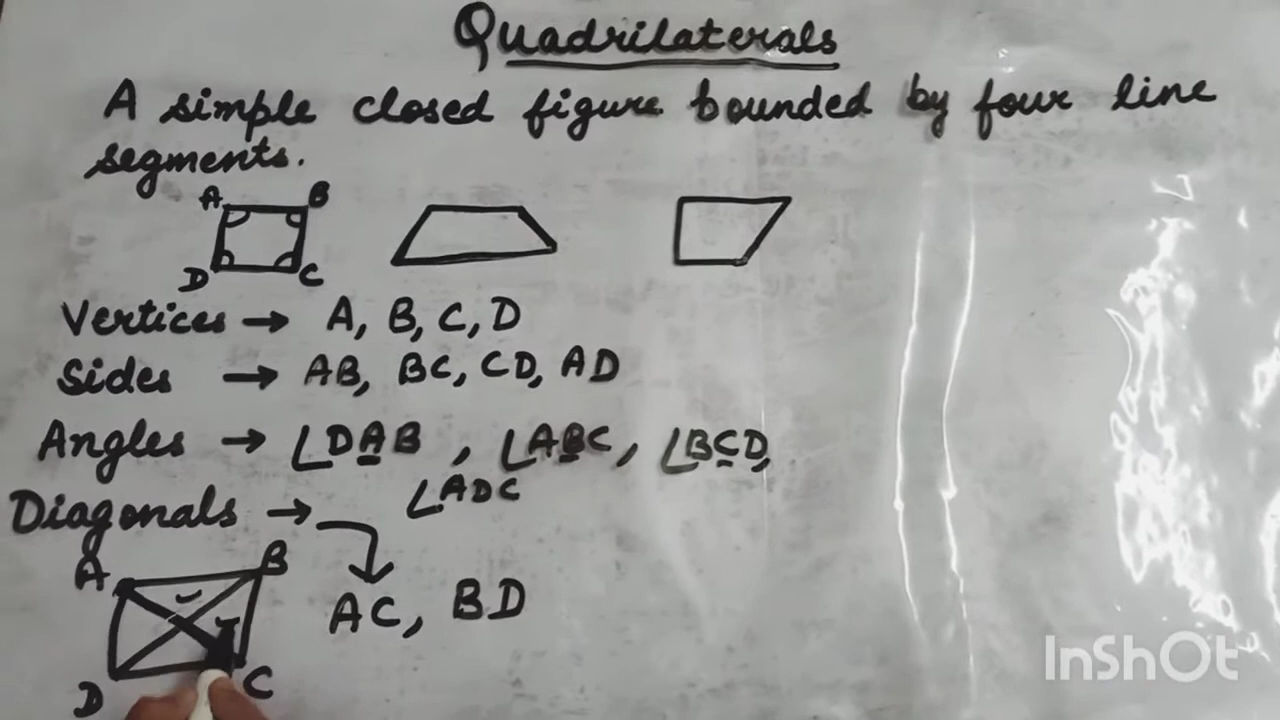 Quadrilaterals
A simple closed figure bounded by four line
segments.
A B
D C
Vertices → A, B, C, D
Sides → AB, BC, CD, AD
Angles → ∠DAB, ∠ABC, ∠BCD,
∠ADC
Diagonals →
A B
AC, BD
D C
InShOt